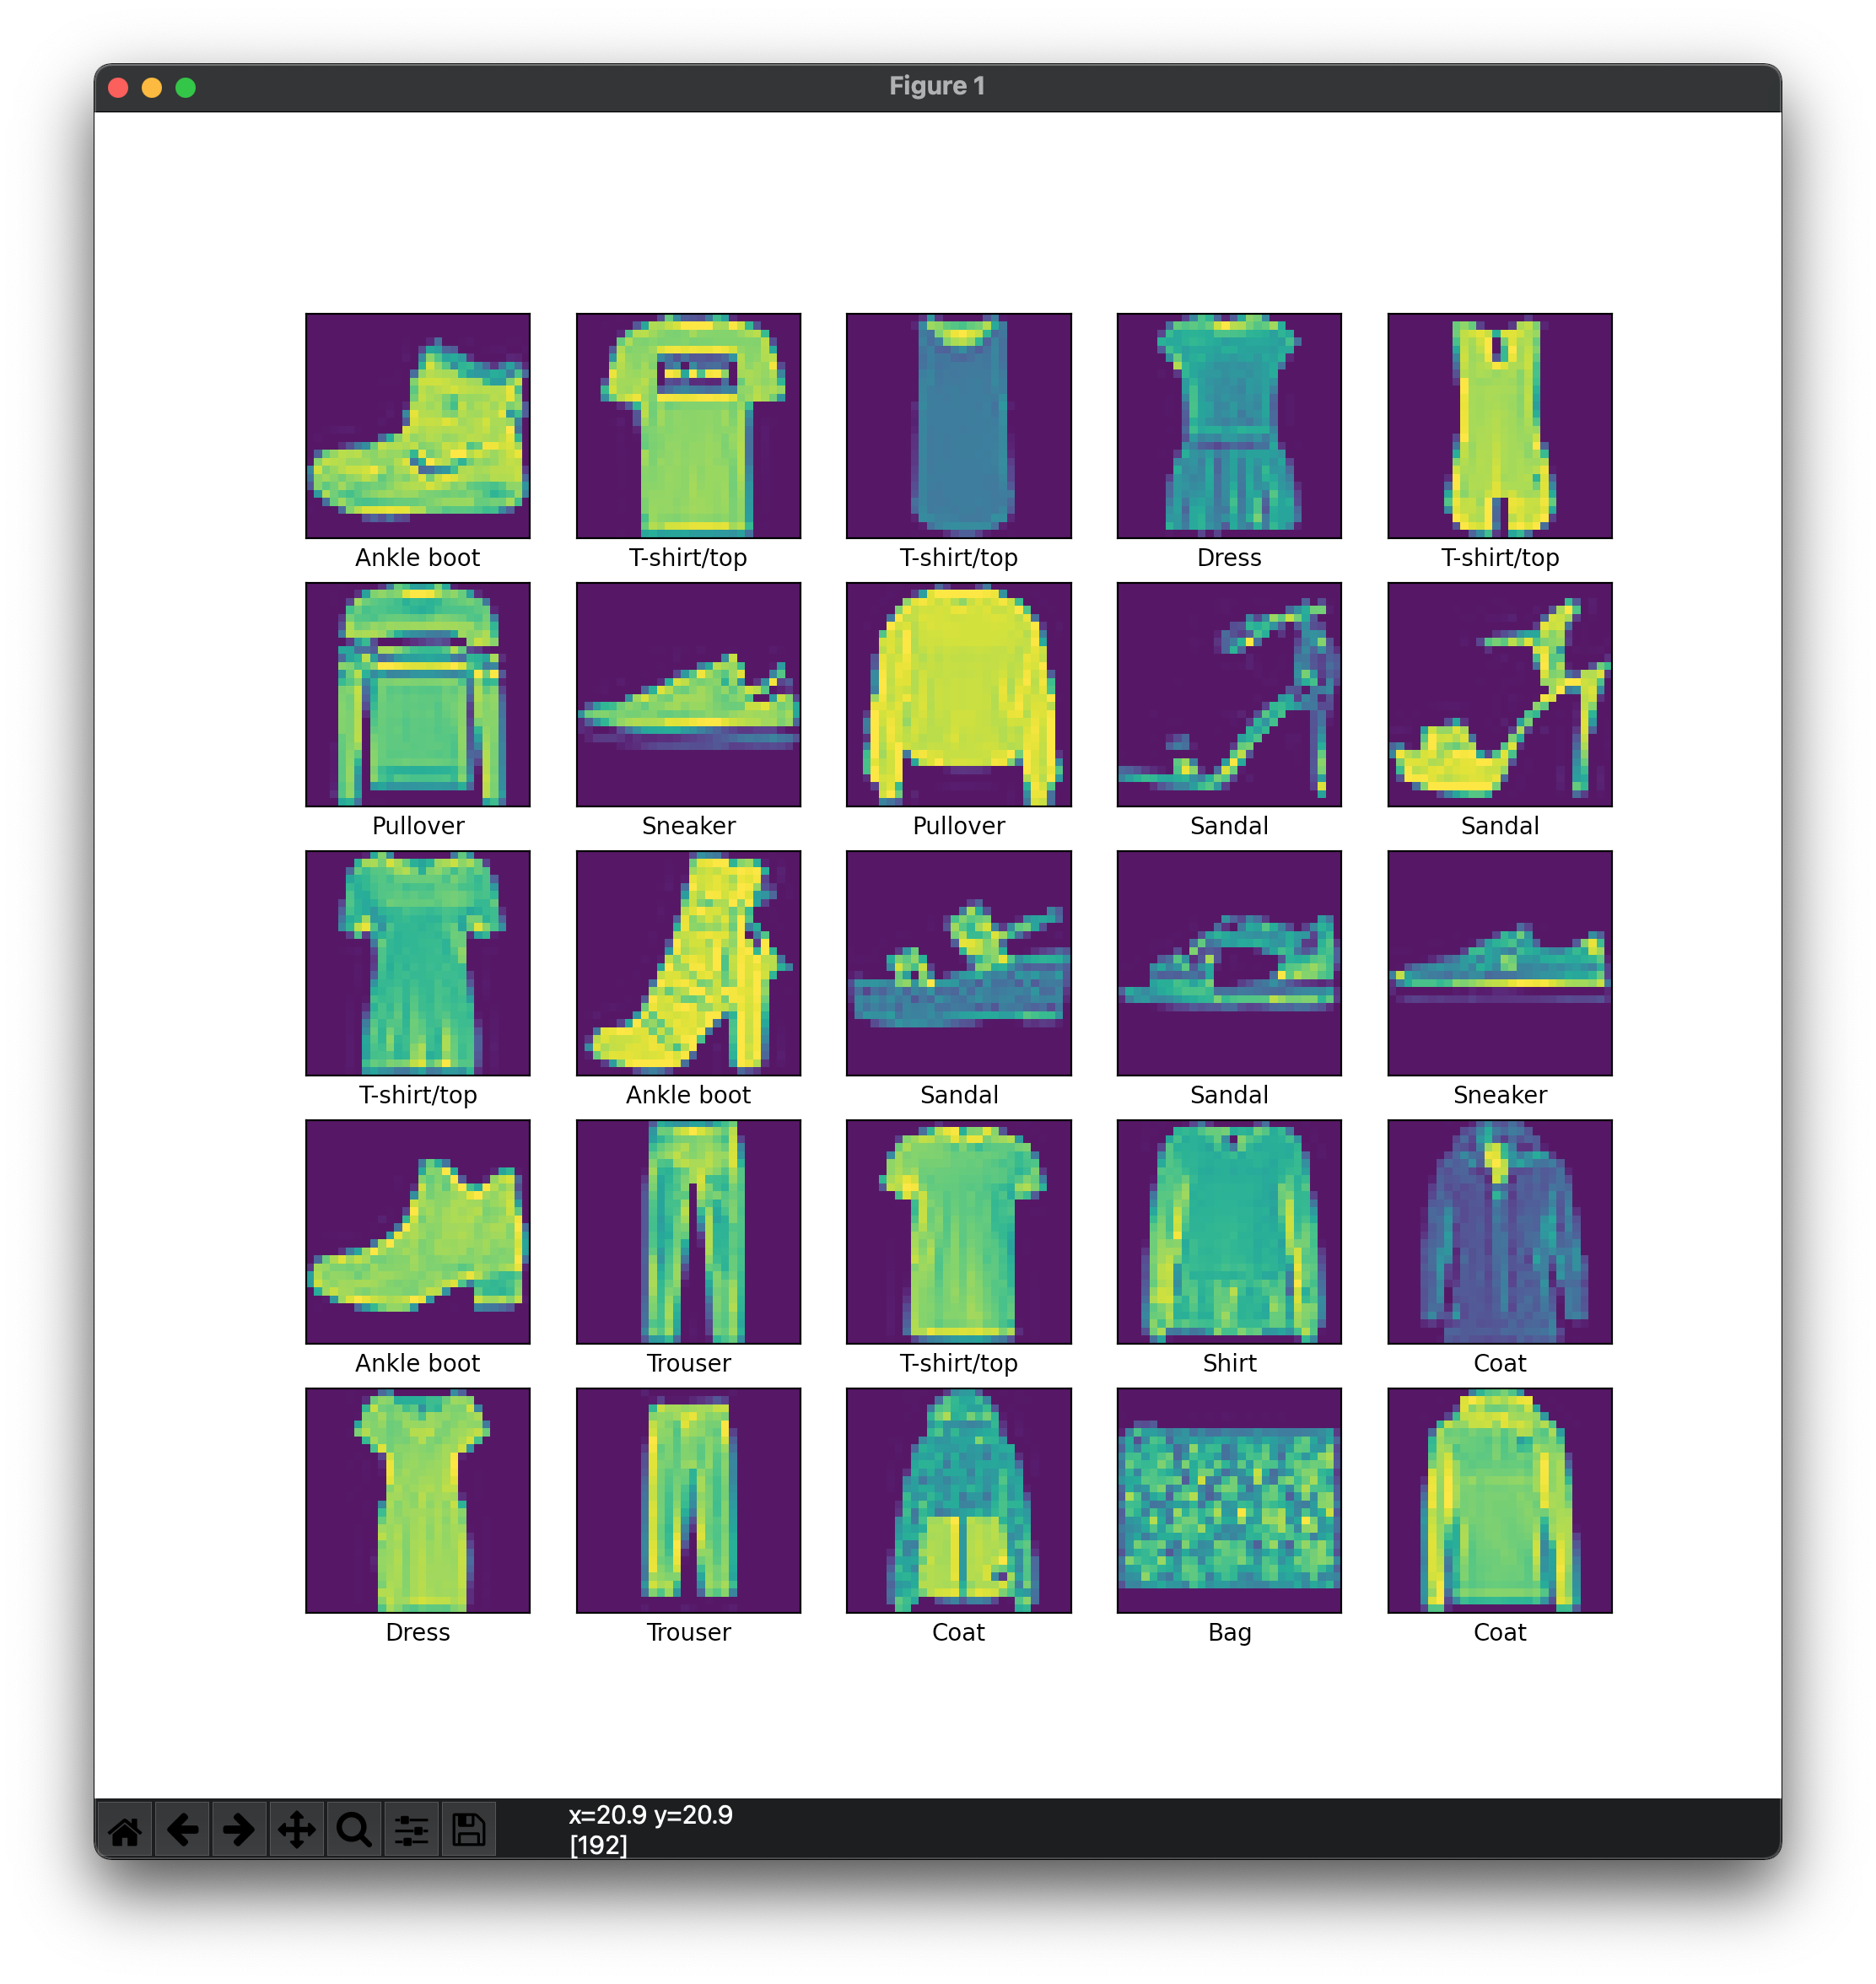 Figure 1
Ankle boot T-shirt/top T-shirt/top Dress T-shirt/top
Pullover Sneaker Pullover Sandal Sandal
T-shirt/top Ankle boot Sandal Sandal Sneaker
Ankle boot Trouser T-shirt/top Shirt Coat
Dress Trouser Coat Bag Coat
x=20.9 y=20.9
[192]